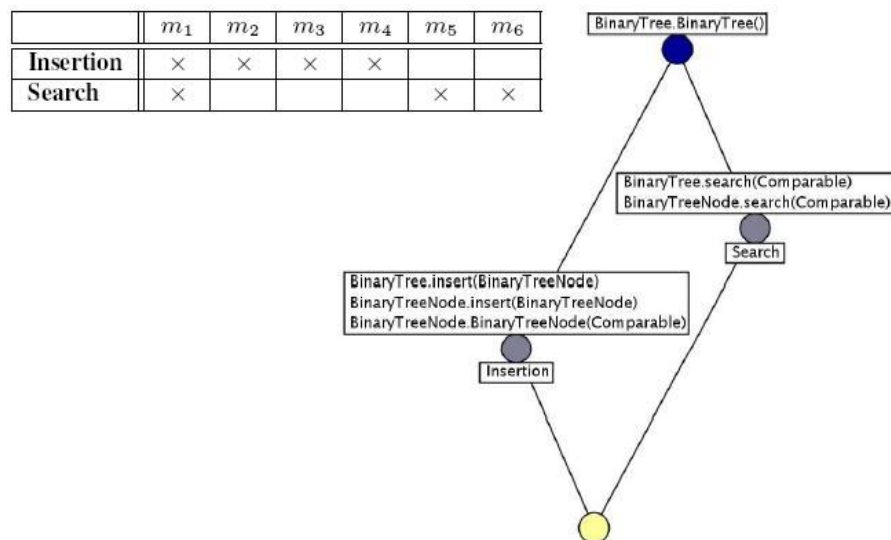 m1 m2 m3 m4 m5 m6
Insertion × × × ×
Search × × ×
BinaryTree.BinaryTree()
BinaryTree.search(Comparable)
BinaryTreeNode.search(Comparable)
Search
BinaryTree.insert(BinaryTreeNode)
BinaryTreeNode.insert(BinaryTreeNode)
BinaryTreeNode.BinaryTreeNode(Comparable)
Insertion